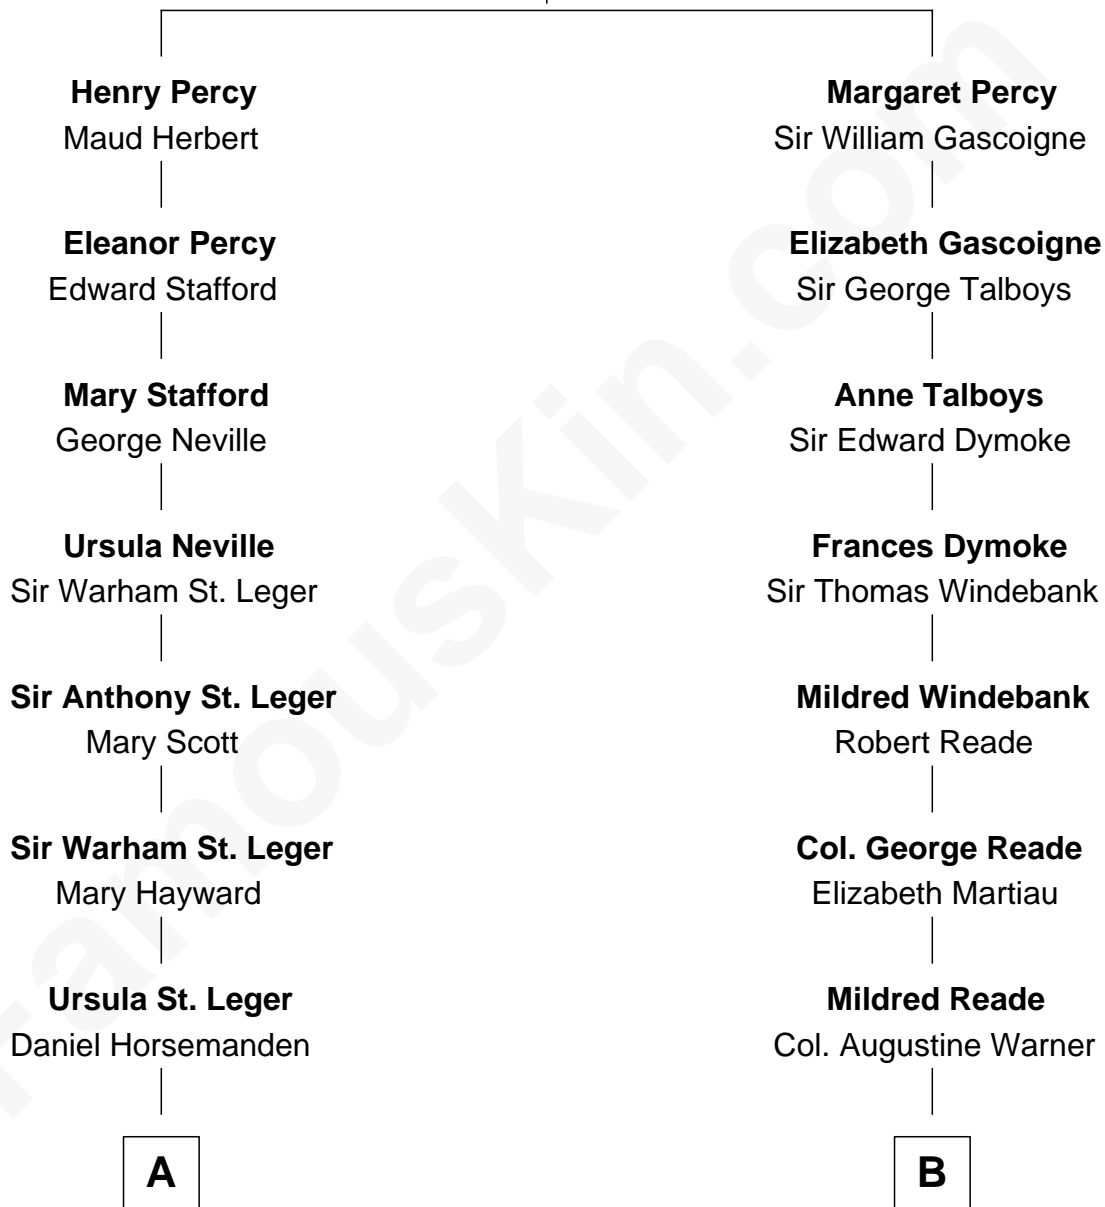 Henry Percy
Maud Herbert
Eleanor Percy
Edward Stafford
Mary Stafford
George Neville
Ursula Neville
Sir Warham St. Leger
Sir Anthony St. Leger
Mary Scott
Sir Warham St. Leger
Mary Hayward
Ursula St. Leger
Daniel Horsemanden
A
Margaret Percy
Sir William Gascoigne
Elizabeth Gascoigne
Sir George Talboys
Anne Talboys
Sir Edward Dymoke
Frances Dymoke
Sir Thomas Windebank
Mildred Windebank
Robert Reade
Col. George Reade
Elizabeth Martiau
Mildred Reade
Col. Augustine Warner
B
FamousKin.com